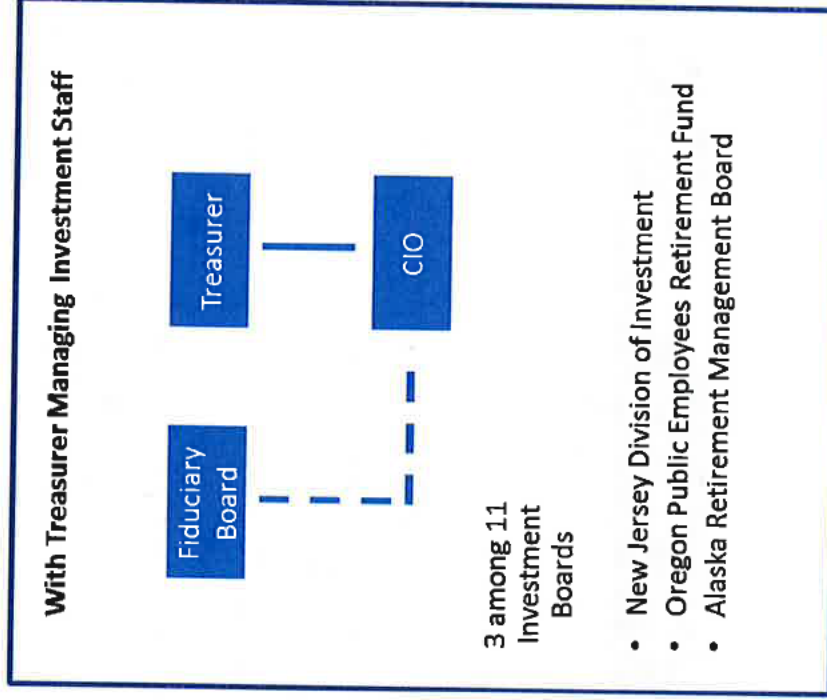 With Treasurer Managing Investment Staff
Fiduciary
Board
Treasurer
CIO
3 among 11
Investment
Boards
• New Jersey Division of Investment
• Oregon Public Employees Retirement Fund
• Alaska Retirement Management Board